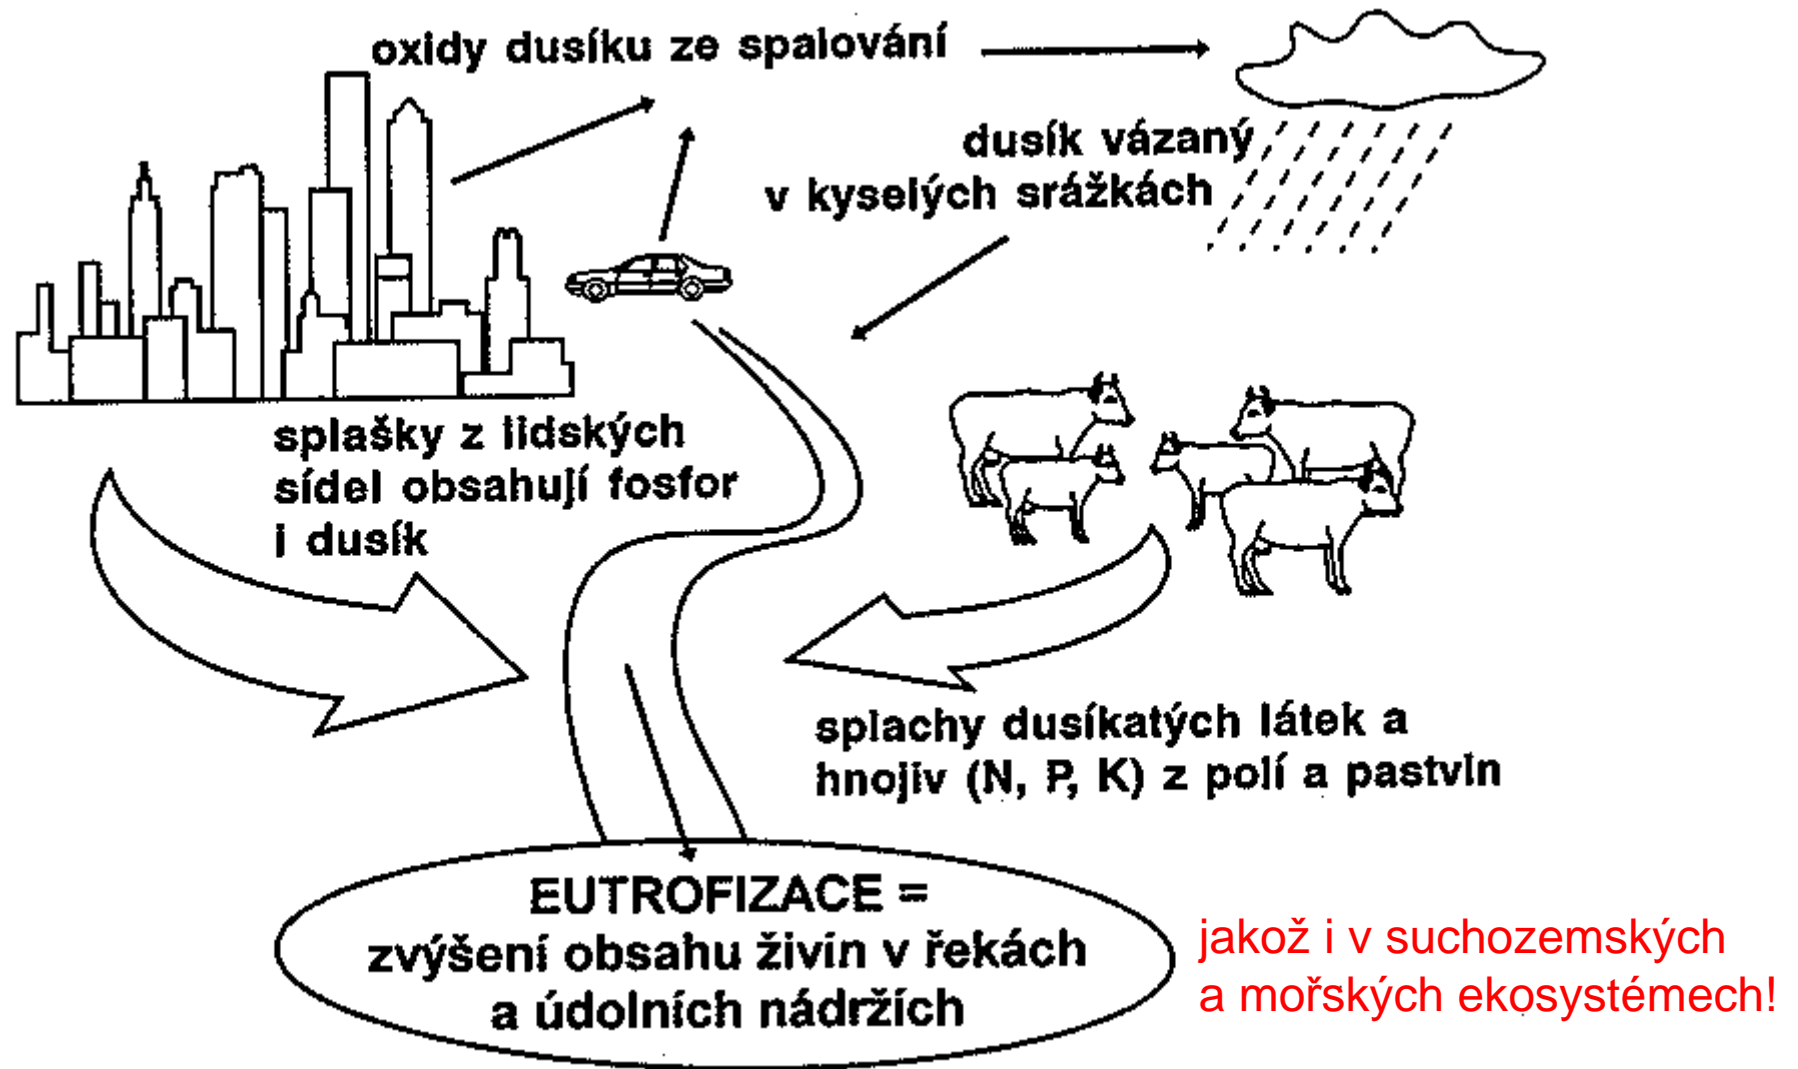 oxidy dusíku ze spalování
dusík vázaný
v kyselých srážkách
splašky z lidských
sídel obsahují fosfor
i dusík
splachy dusíkatých látek a
hnojiv (N, P, K) z polí a pastvin
EUTROFIZACE =
zvýšení obsahu živin v řekách
a údolních nádržích
jakož i v suchozemských
a mořských ekosystémech!